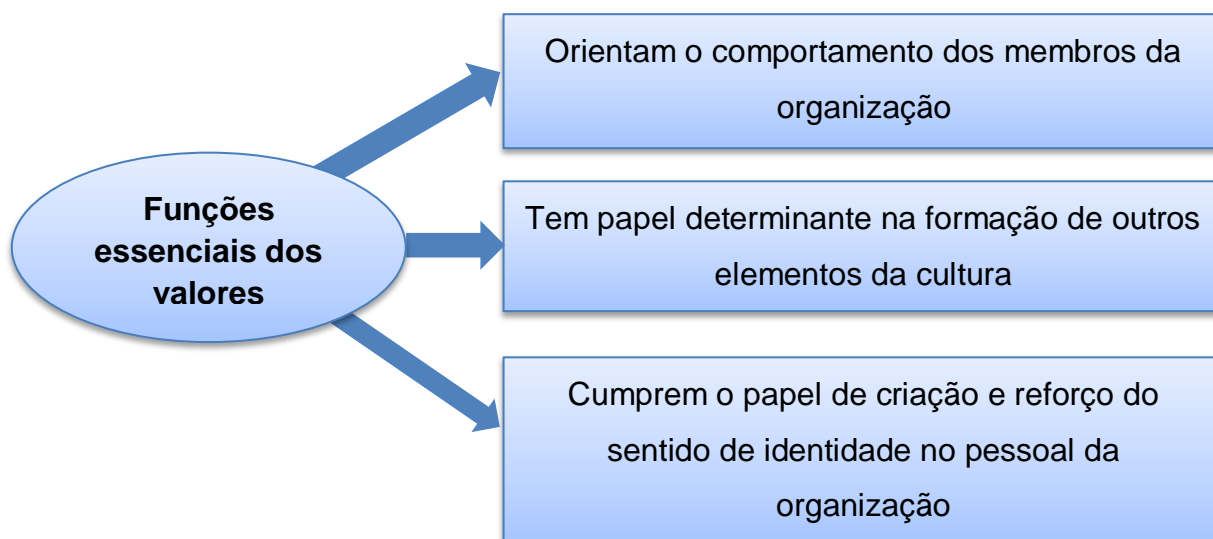 Funções
essenciais dos
valores
Orientam o comportamento dos membros da
organização
Tem papel determinante na formação de outros
elementos da cultura
Cumprem o papel de criação e reforço do
sentido de identidade no pessoal da
organização